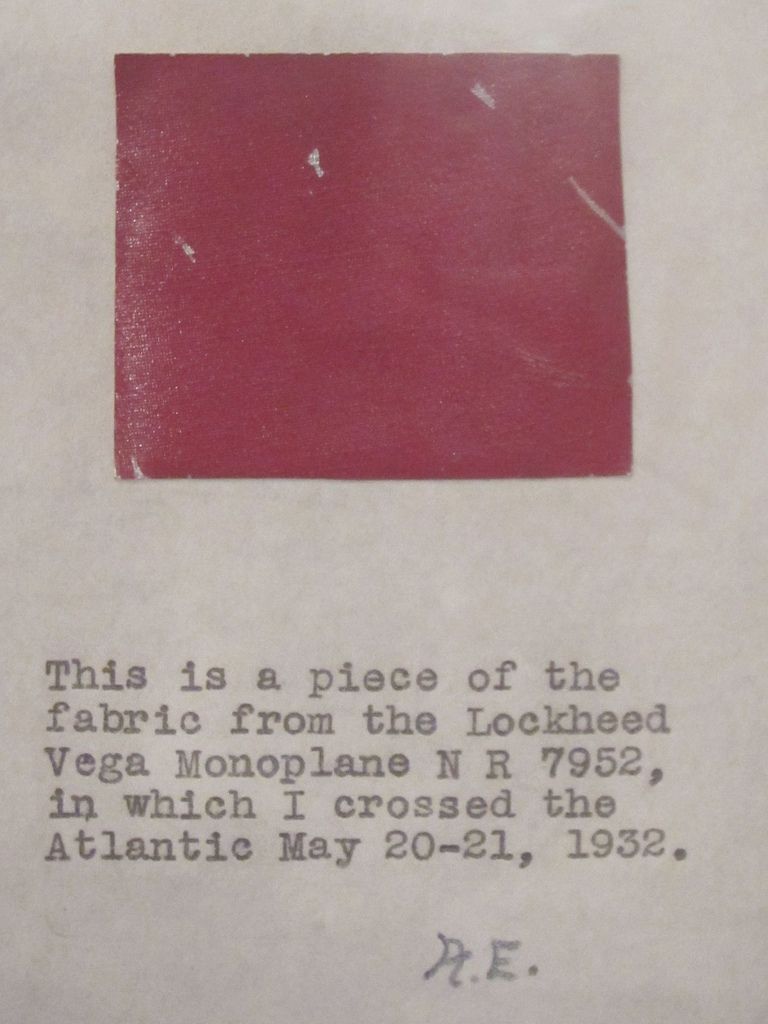 This is a piece of the
fabric from the Lockheed
Vega Monoplane N R 7952,
in which I crossed the
Atlantic May 20-21, 1932.
A.E.